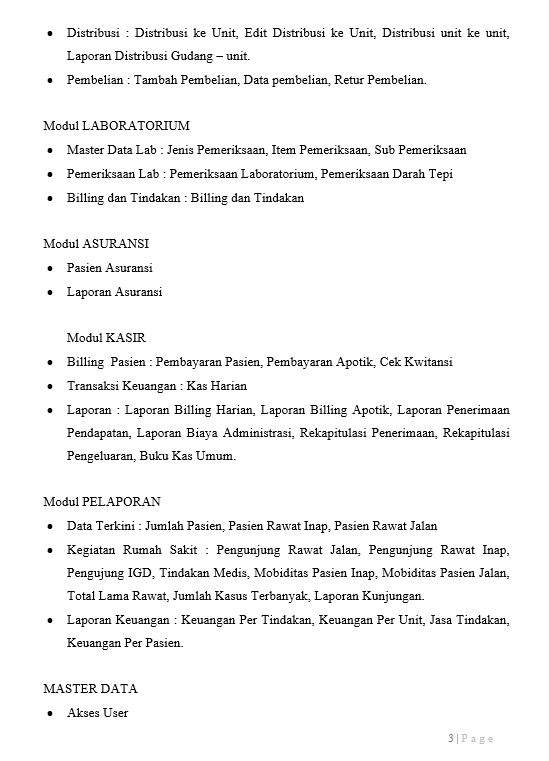 • Distribusi : Distribusi ke Unit, Edit Distribusi ke Unit, Distribusi unit ke unit,
Laporan Distribusi Gudang – unit.
• Pembelian : Tambah Pembelian, Data pembelian, Retur Pembelian.
Modul LABORATORIUM
• Master Data Lab : Jenis Pemeriksaan, Item Pemeriksaan, Sub Pemeriksaan
• Pemeriksaan Lab : Pemeriksaan Laboratorium, Pemeriksaan Darah Tepi
• Billing dan Tindakan : Billing dan Tindakan
Modul ASURANSI
• Pasien Asuransi
• Laporan Asuransi
Modul KASIR
• Billing Pasien : Pembayaran Pasien, Pembayaran Apotik, Cek Kwitansi
• Transaksi Keuangan : Kas Harian
• Laporan : Laporan Billing Harian, Laporan Billing Apotik, Laporan Penerimaan
Pendapatan, Laporan Biaya Administrasi, Rekapitulasi Penerimaan, Rekapitulasi
Pengeluaran, Buku Kas Umum.
Modul PELAPORAN
• Data Terkini : Jumlah Pasien, Pasien Rawat Inap, Pasien Rawat Jalan
• Kegiatan Rumah Sakit : Pengunjung Rawat Jalan, Pengunjung Rawat Inap,
Pengujung IGD, Tindakan Medis, Mobiditas Pasien Inap, Mobiditas Pasien Jalan,
Total Lama Rawat, Jumlah Kasus Terbanyak, Laporan Kunjungan.
• Laporan Keuangan : Keuangan Per Tindakan, Keuangan Per Unit, Jasa Tindakan,
Keuangan Per Pasien.
MASTER DATA
• Akses User
3 | P a g e